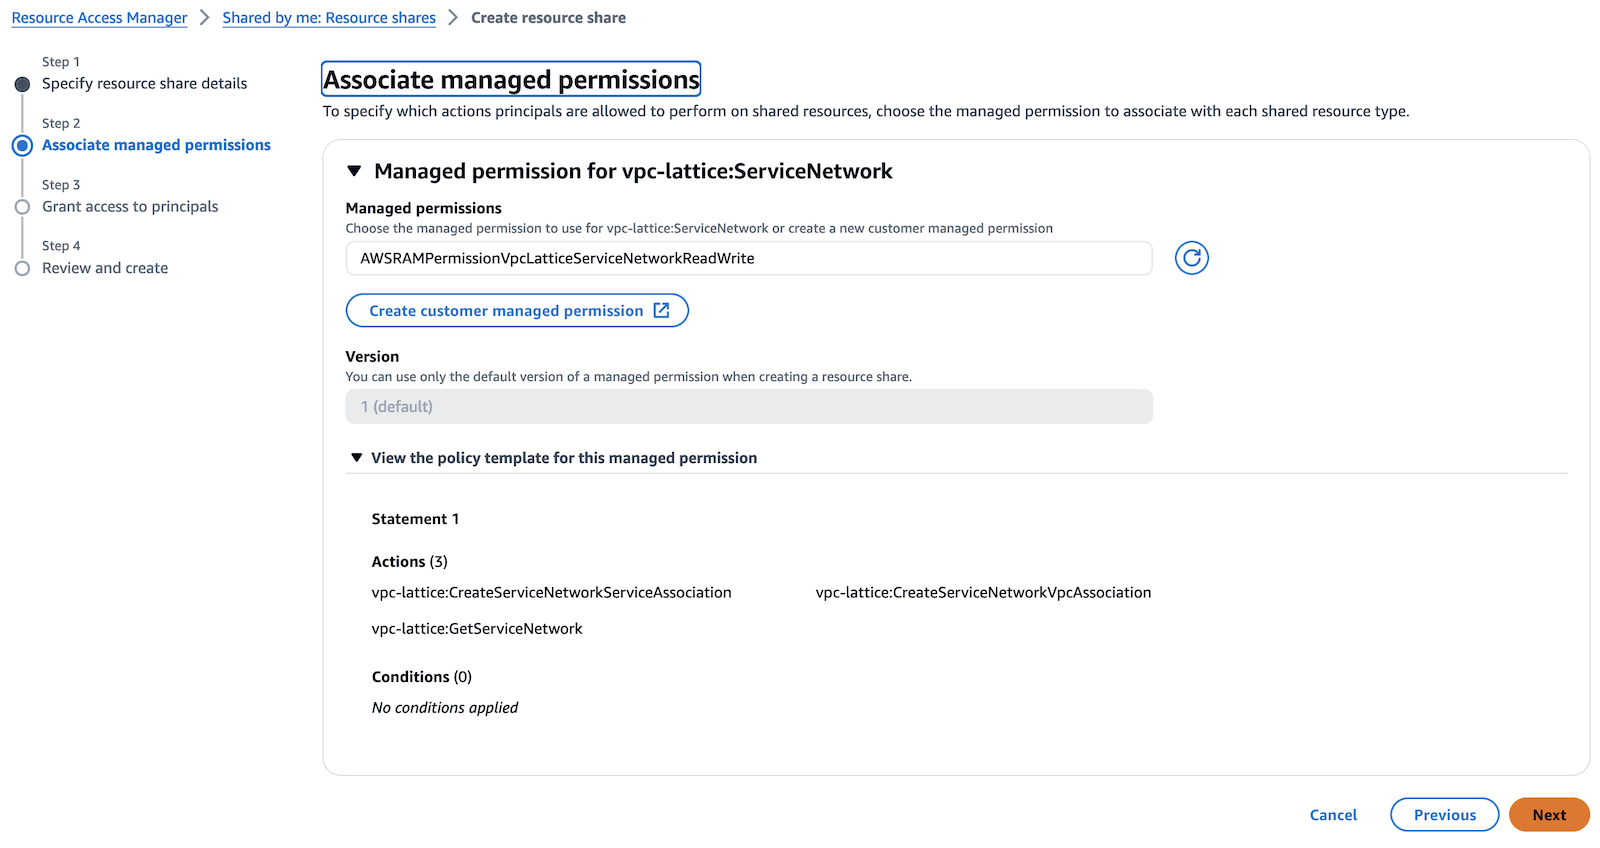 Resource Access Manager > Shared by me: Resource shares > Create resource share
Step 1
Specify resource share details
Step 2
Associate managed permissions
Step 3
Grant access to principals
Step 4
Review and create
Associate managed permissions
To specify which actions principals are allowed to perform on shared resources, choose the managed permission to associate with each shared resource type.
Managed permission for vpc-lattice:ServiceNetwork
Managed permissions
Choose the managed permission to use for vpc-lattice:ServiceNetwork or create a new customer managed permission
AWSRAMPermissionVpcLatticeServiceNetworkReadWrite
Create customer managed permission
Version
You can use only the default version of a managed permission when creating a resource share.
1 (default)
View the policy template for this managed permission
Statement 1
Actions (3)
vpc-lattice:CreateServiceNetworkServiceAssociation vpc-lattice:CreateServiceNetworkVpcAssociation
vpc-lattice:GetServiceNetwork
Conditions (0)
No conditions applied
Cancel Previous Next